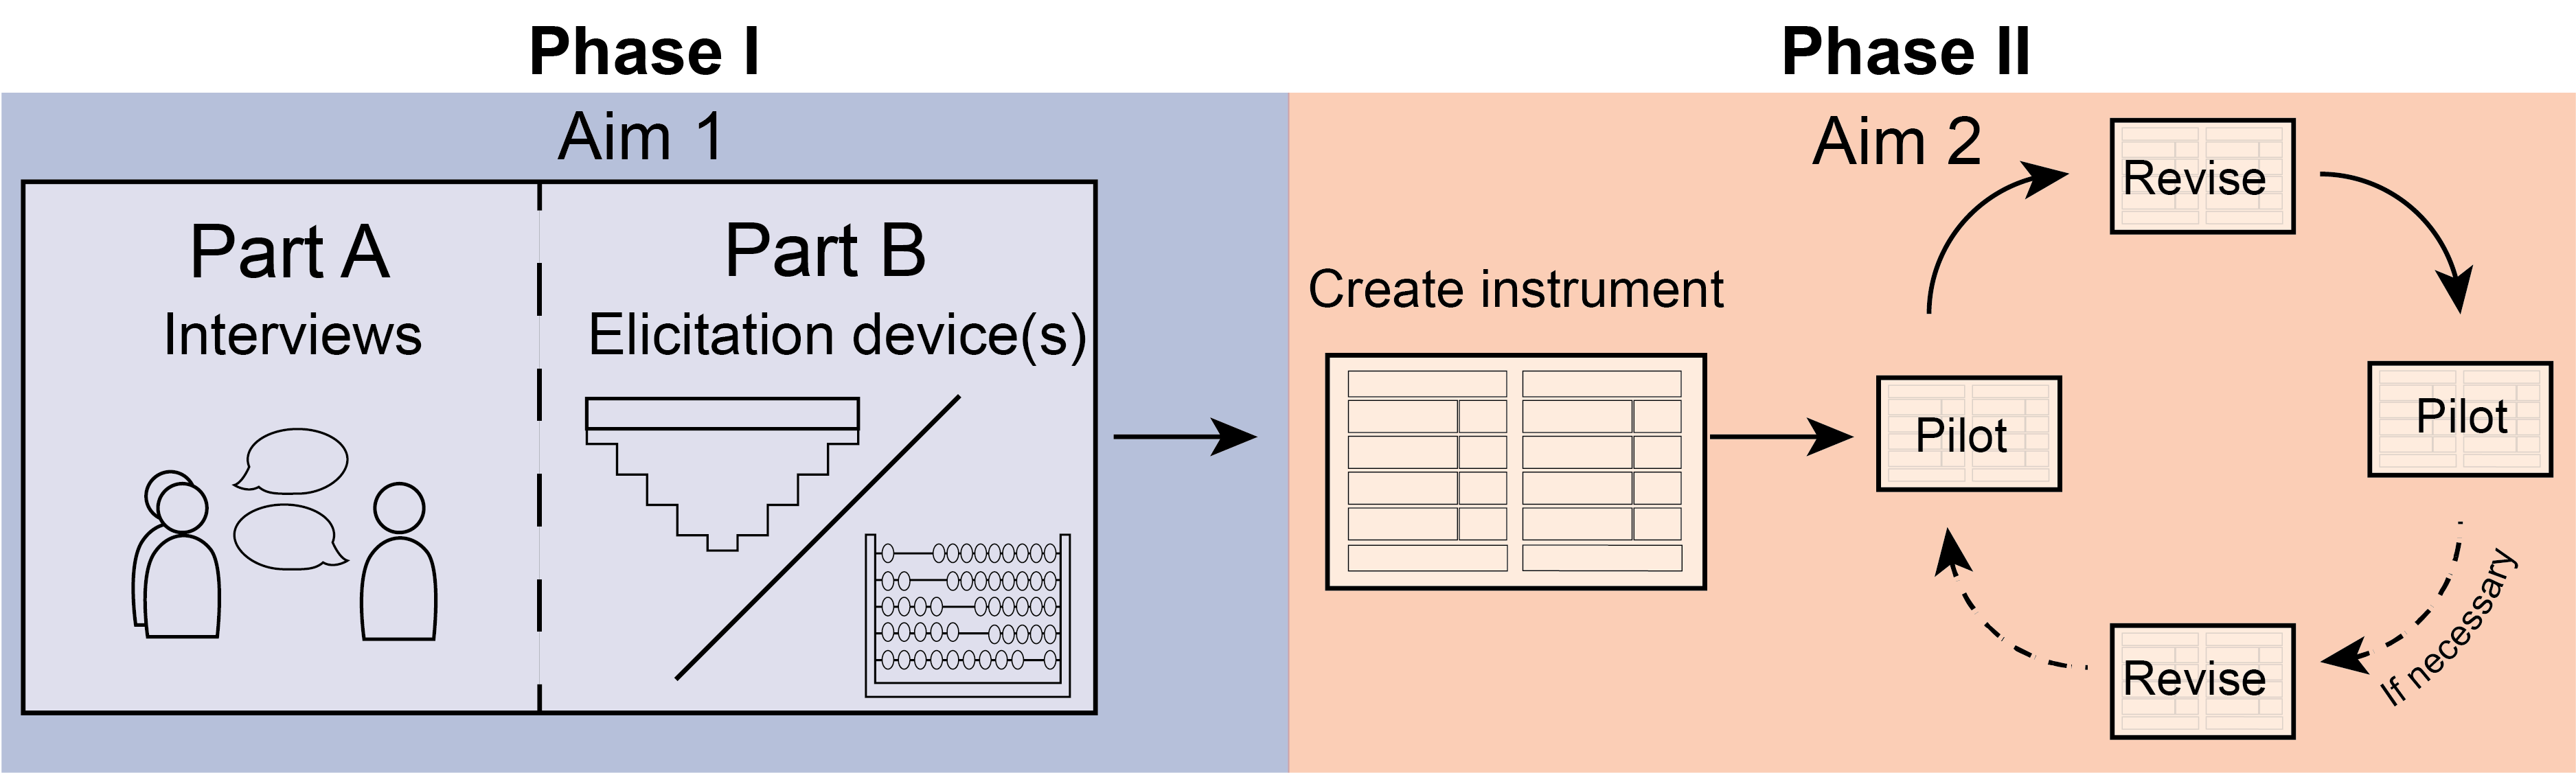 Phase I
Aim 1
Part A
Interviews
Part B
Elicitation device(s)
Phase II
Aim 2
Create instrument
Pilot
Revise
Pilot
If necessary
Revise